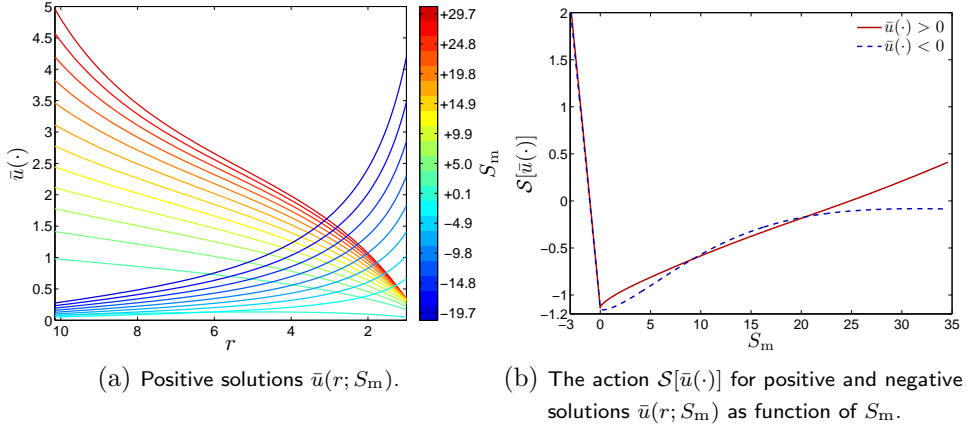 5
4.5
4
3.5
3
2.5
2
1.5
1
0.5
0
10 8 6 4 2
r
ū(·)
+29.7
+24.8
+19.8
+14.9
+9.9
+5.0
+0.1
−4.9
−9.8
−14.8
−19.7
S_m
2
1.5
1
0.5
0
−0.5
−1
−1.2
−3 0 5 10 15 20 25 30 35
S_m
𝒮[ū(·)]
ū(·) > 0
ū(·) < 0
(a) Positive solutions ū(r; S_m).
(b) The action 𝒮[ū(·)] for positive and negative
solutions ū(r; S_m) as function of S_m.